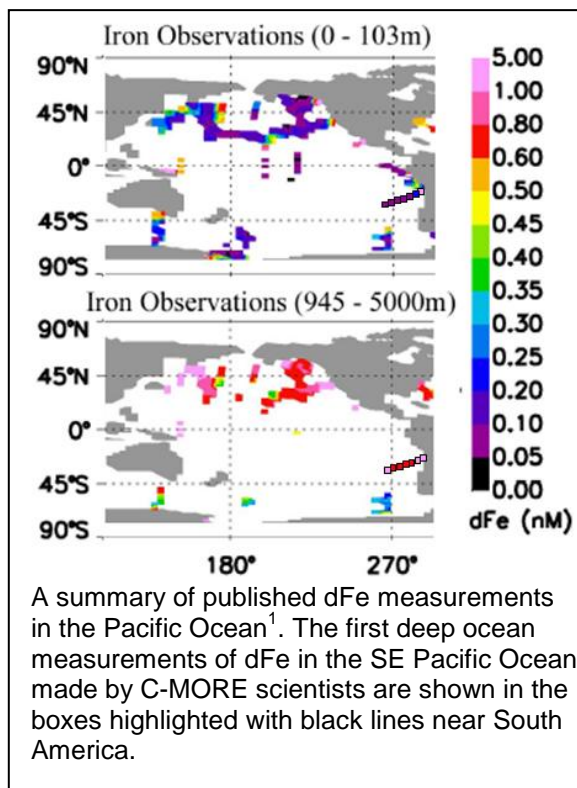 Iron Observations (0 - 103m)
90°N
45°N
0°
45°S
90°S
Iron Observations (945 - 5000m)
90°N
45°N
0°
45°S
90°S
180°
270°
5.00
1.00
0.80
0.60
0.50
0.45
0.40
0.35
0.30
0.25
0.20
0.15
0.10
0.05
0.00
dFe (nM)
A summary of published dFe measurements
in the Pacific Ocean¹. The first deep ocean
measurements of dFe in the SE Pacific Ocean
made by C-MORE scientists are shown in the
boxes highlighted with black lines near South
America.